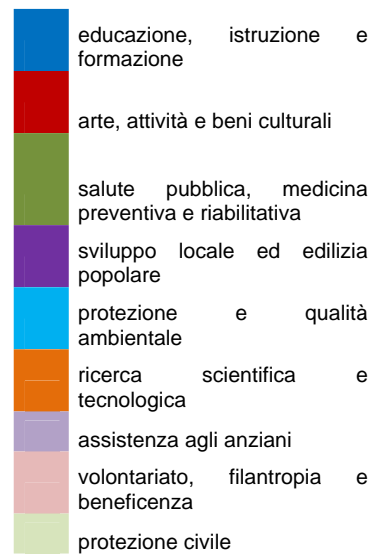 educazione, istruzione e
formazione
arte, attività e beni culturali
salute pubblica, medicina
preventiva e riabilitativa
sviluppo locale ed edilizia
popolare
protezione e qualità
ambientale
ricerca scientifica e
tecnologica
assistenza agli anziani
volontariato, filantropia e
beneficenza
protezione civile